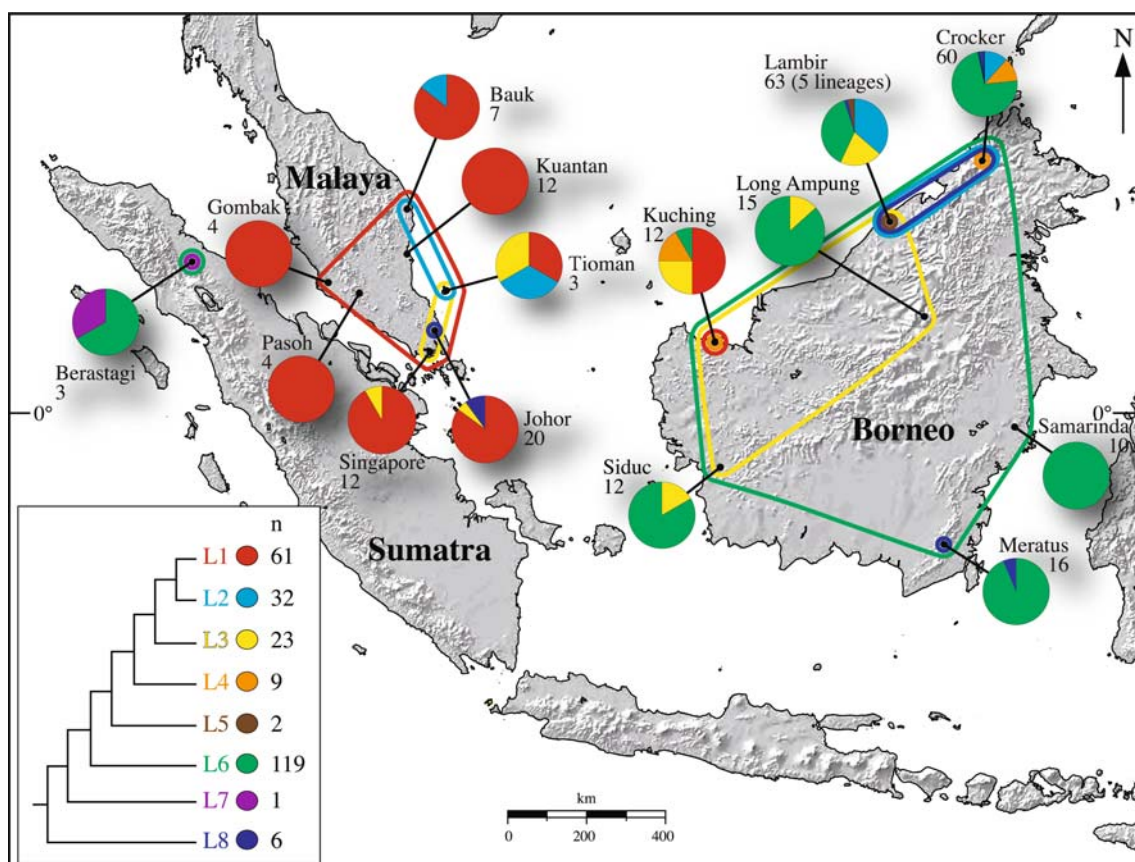 Crocker
60
N
Lambir
63 (5 lineages)
Bauk
7
Kuantan
12
Malaya
Gombak
4
Long Ampung
15
Kuching
12
Tioman
3
Pasoh
4
Berastagi
3
0°
0°
Johor
20
Singapore
12
Borneo
Samarinda
10
Siduc
12
Sumatra
Meratus
16
n
L1 61
L2 32
L3 23
L4 9
L5 2
L6 119
L7 1
L8 6
km
0 200 400